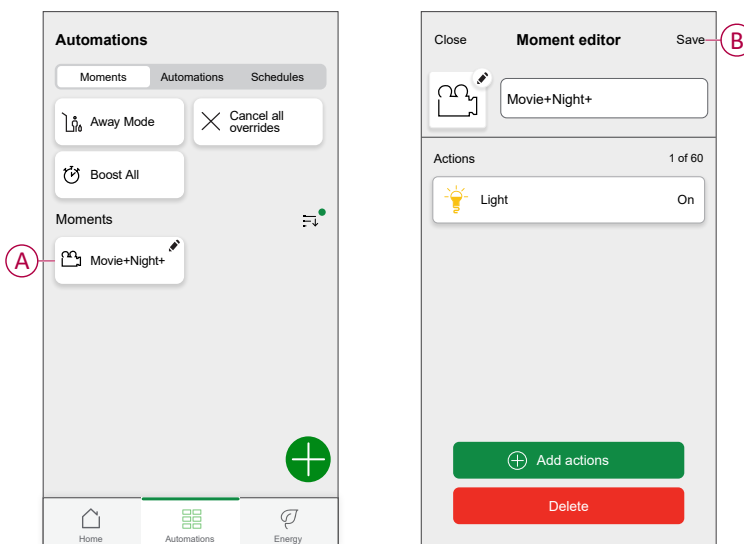 Automations
Moments Automations Schedules
Away Mode
Cancel all
overrides
Boost All
Moments
A
Movie+Night+
Home Automations Energy
Close Moment editor Save
B
Movie+Night+
Actions 1 of 60
Light On
Add actions
Delete